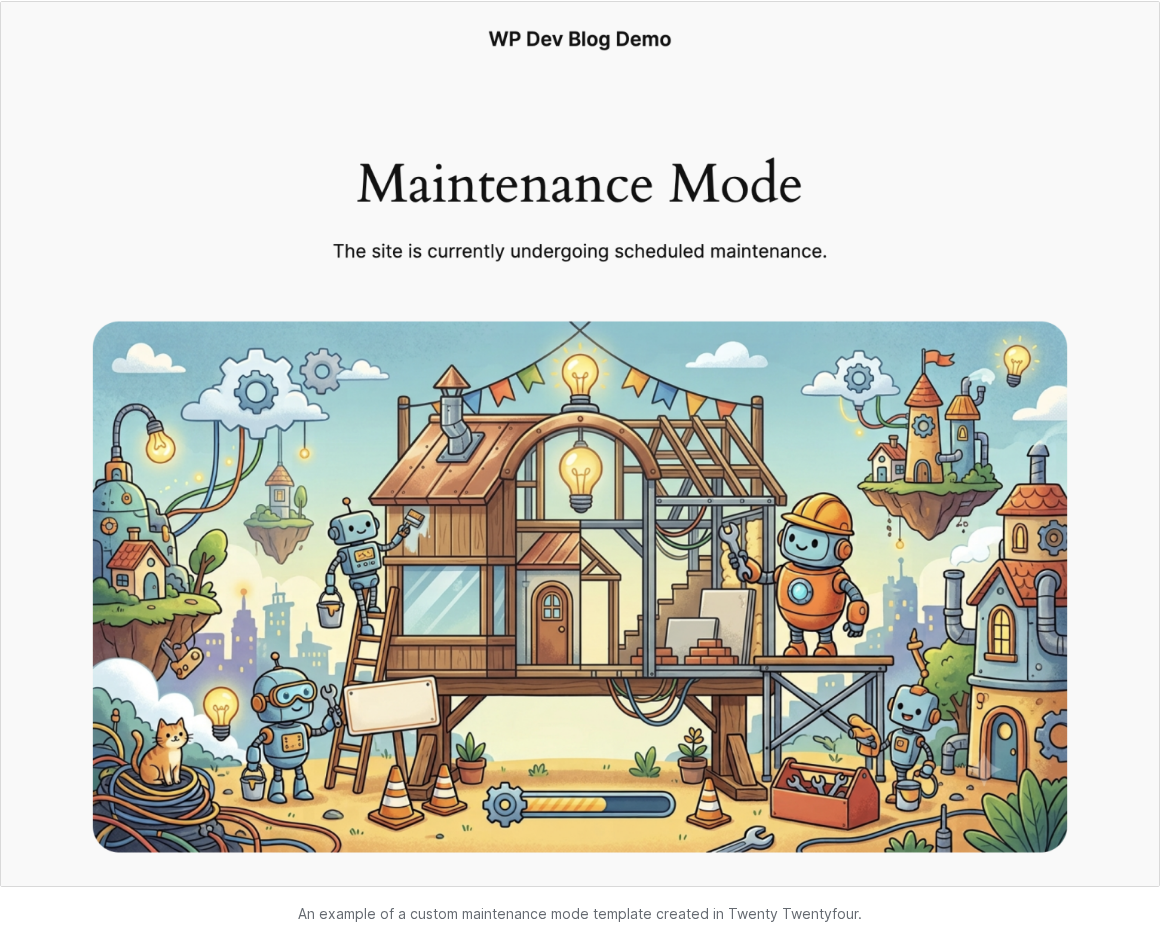 WP Dev Blog Demo
Maintenance Mode
The site is currently undergoing scheduled maintenance.
An example of a custom maintenance mode template created in Twenty Twentyfour.